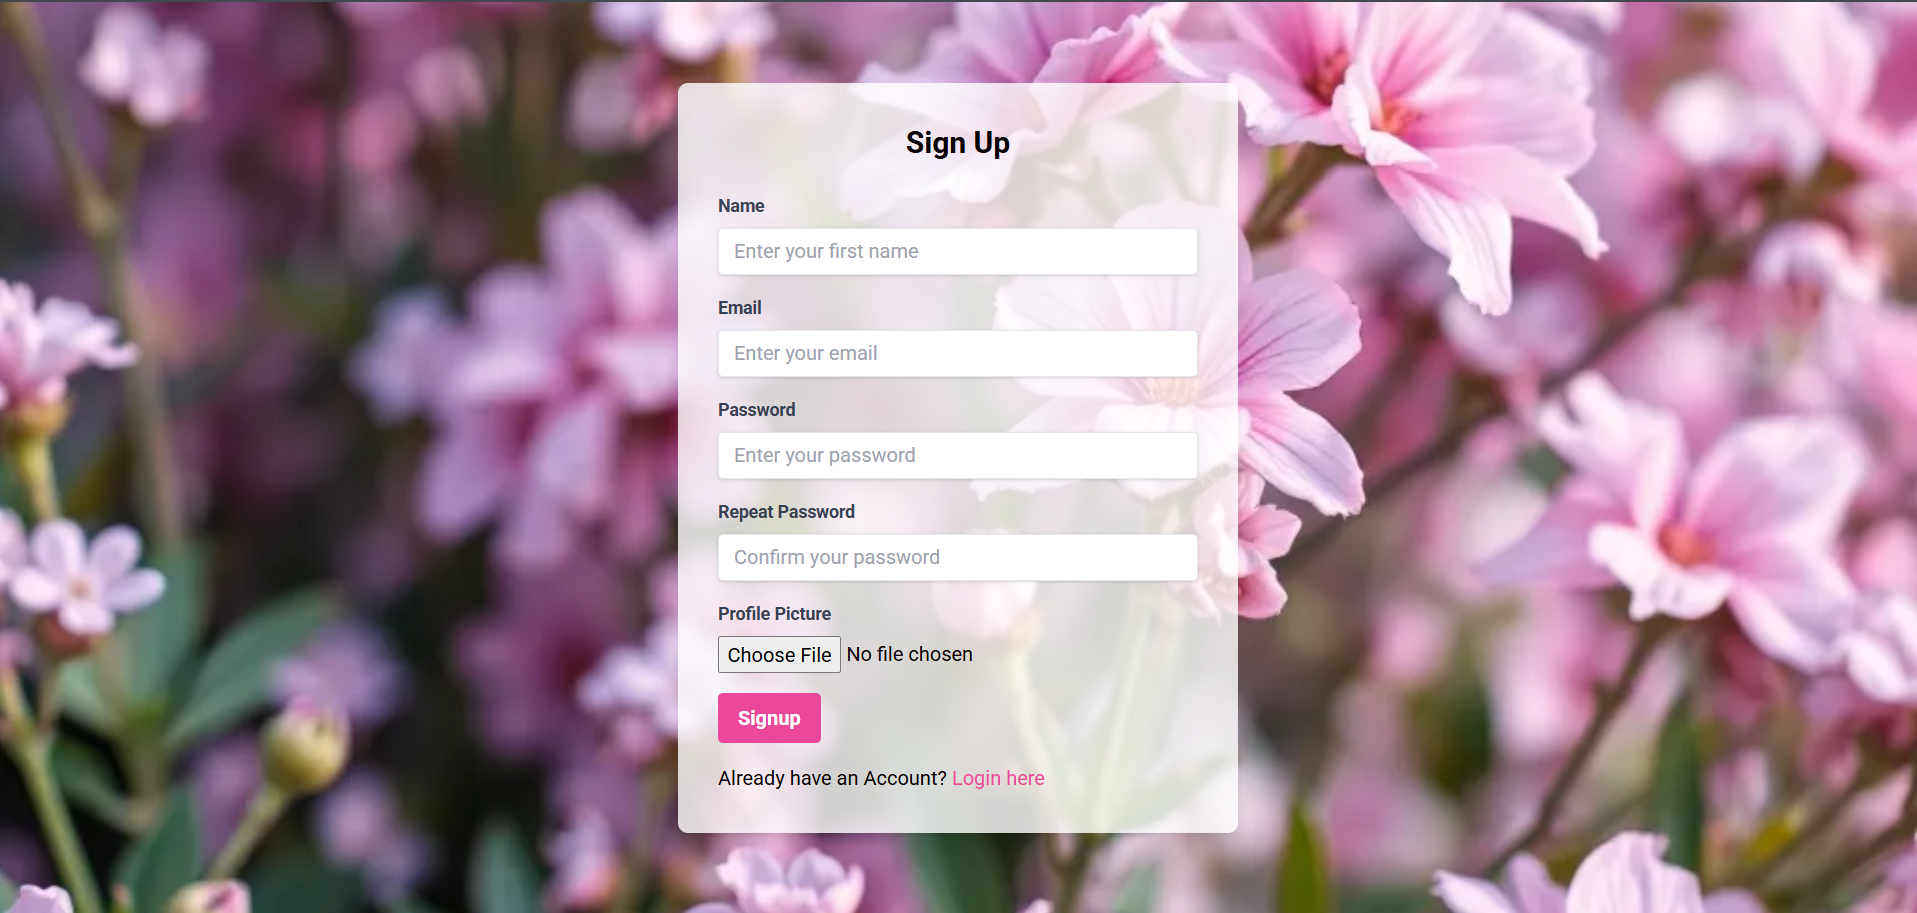 Sign Up
Name
Enter your first name
Email
Enter your email
Password
Enter your password
Repeat Password
Confirm your password
Profile Picture
Choose File No file chosen
Signup
Already have an Account? Login here